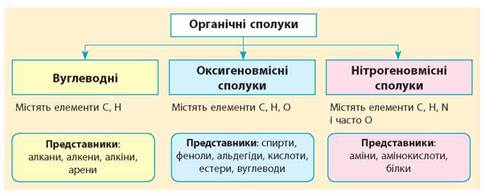 Органічні сполуки
Вуглеводні
Містять елементи C, H
Представники:
алкани, алкени, алкіни,
арени
Оксигеновмісні
сполуки
Містять елементи C, H, O
Представники: спирти,
феноли, альдегіди, кислоти,
естери, вуглеводи
Нітрогеновмісні
сполуки
Містять елементи C, H, N
і часто O
Представники:
аміни, амінокислоти,
білки